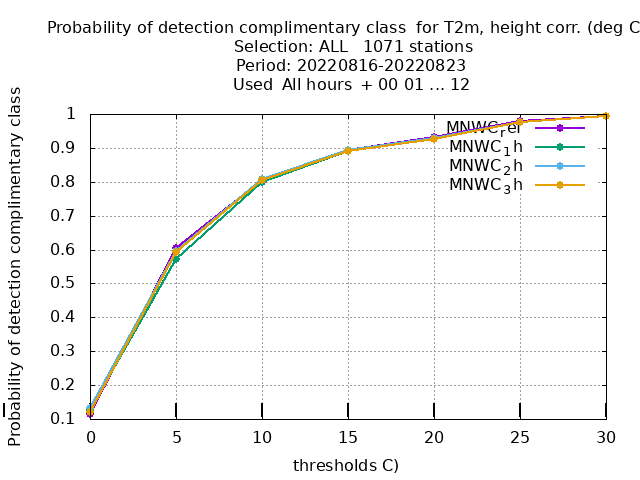 Probability of detection complimentary class  for T2m, height corr. (deg C
Selection: ALL   1071 stations
Period: 20220816-20220823
Used  All hours  + 00 01 ... 12
Probability of detection complimentary class
1
0.9
0.8
0.7
0.6
0.5
0.4
0.3
0.2
0.1
MNWCref
MNWC1h
MNWC2h
MNWC3h
0 5 10 15 20 25 30
thresholds C)